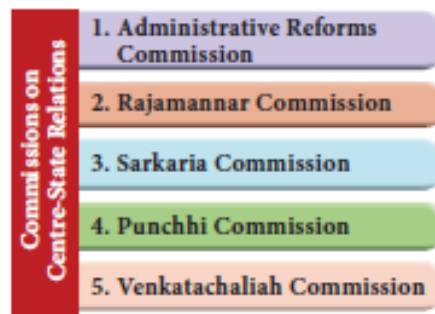 Commissions on
Centre-State Relations
1. Administrative Reforms
Commission
2. Rajamannar Commission
3. Sarkaria Commission
4. Punchhi Commission
5. Venkatachaliah Commission